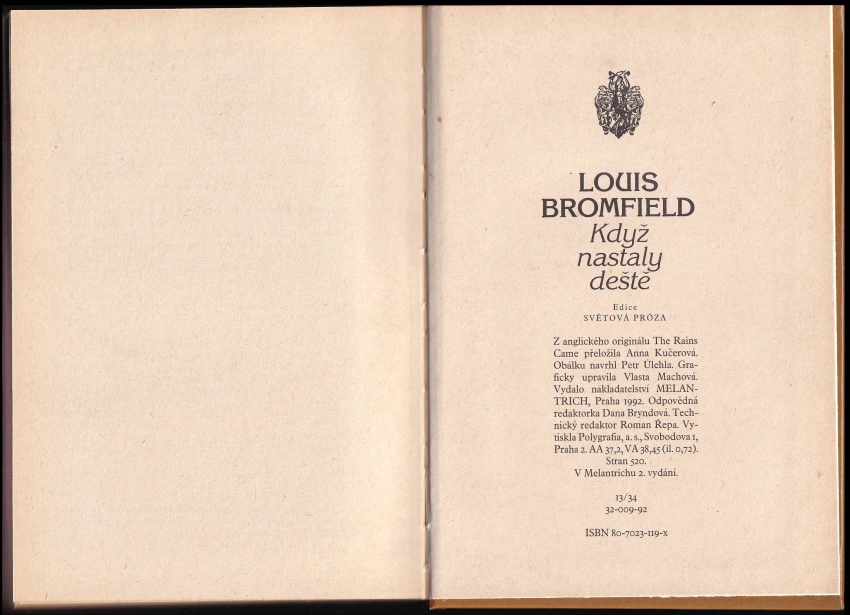 LOUIS
BROMFIELD
Když
nastaly
deště
Edice
SVĚTOVÁ PRÓZA
Z anglického originálu The Rains
Came přeložila Anna Kučerová.
Obálku navrhl Petr Úlehla. Gra-
ficky upravila Vlasta Machová.
Vydalo nakladatelství MELAN-
TRICH, Praha 1992. Odpovědná
redaktorka Dana Bryndová. Tech-
nický redaktor Roman Řepa. Vy-
tiskla Polygrafia, a. s., Svobodova 1,
Praha 2. AA 37,2, VA 38,45 (il. 0,72).
Stran 520.
V Melantrichu 2. vydání.
13/34
32-009-92
ISBN 80-7023-119-x